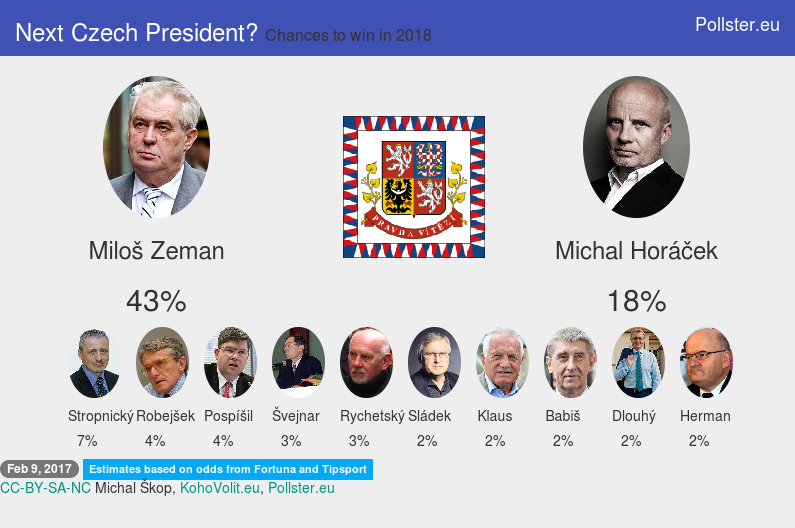 Next Czech President? Chances to win in 2018
Pollster.eu
PRAVDA VÍTĚZÍ
Miloš Zeman
Michal Horáček
43%
18%
Stropnický Robejšek Pospíšil Švejnar Rychetský Sládek Klaus Babiš Dlouhý Herman
7% 4% 4% 3% 3% 2% 2% 2% 2% 2%
Feb 9, 2017 Estimates based on odds from Fortuna and Tipsport
CC-BY-SA-NC Michal Škop, KohoVolit.eu, Pollster.eu